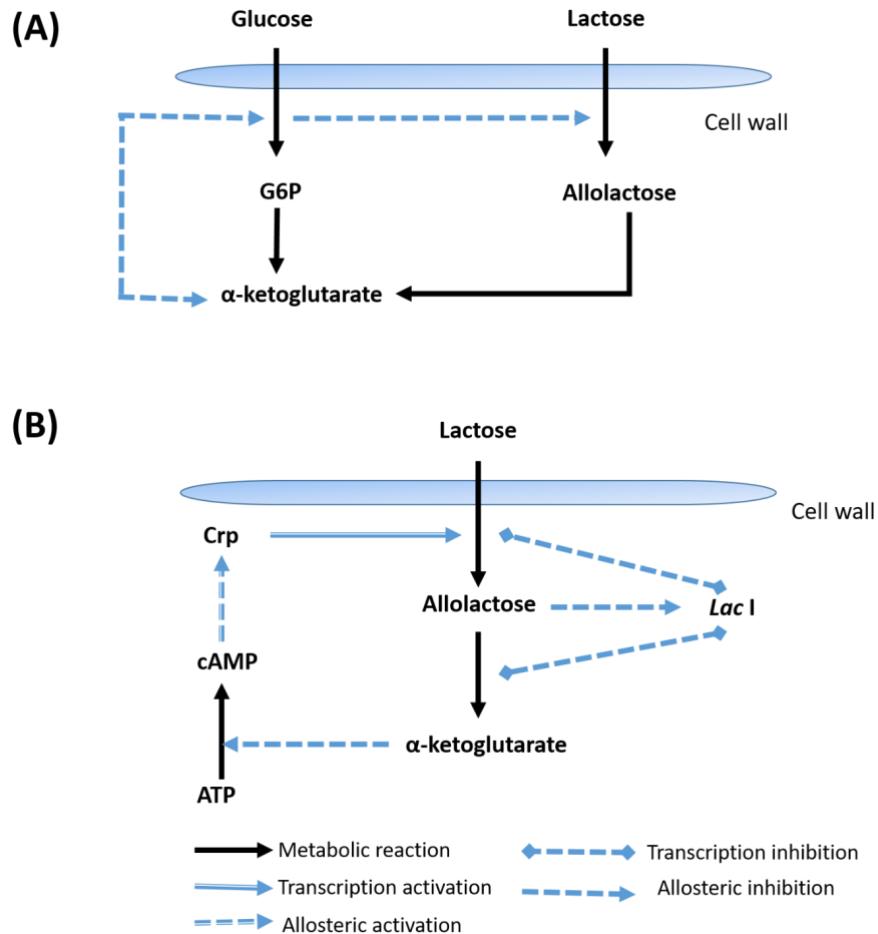 (A)
Glucose Lactose
Cell wall
G6P Allolactose
α-ketoglutarate
(B)
Lactose
Cell wall
Crp
Allolactose Lac I
cAMP
α-ketoglutarate
ATP
Metabolic reaction Transcription inhibition
Transcription activation Allosteric inhibition
Allosteric activation